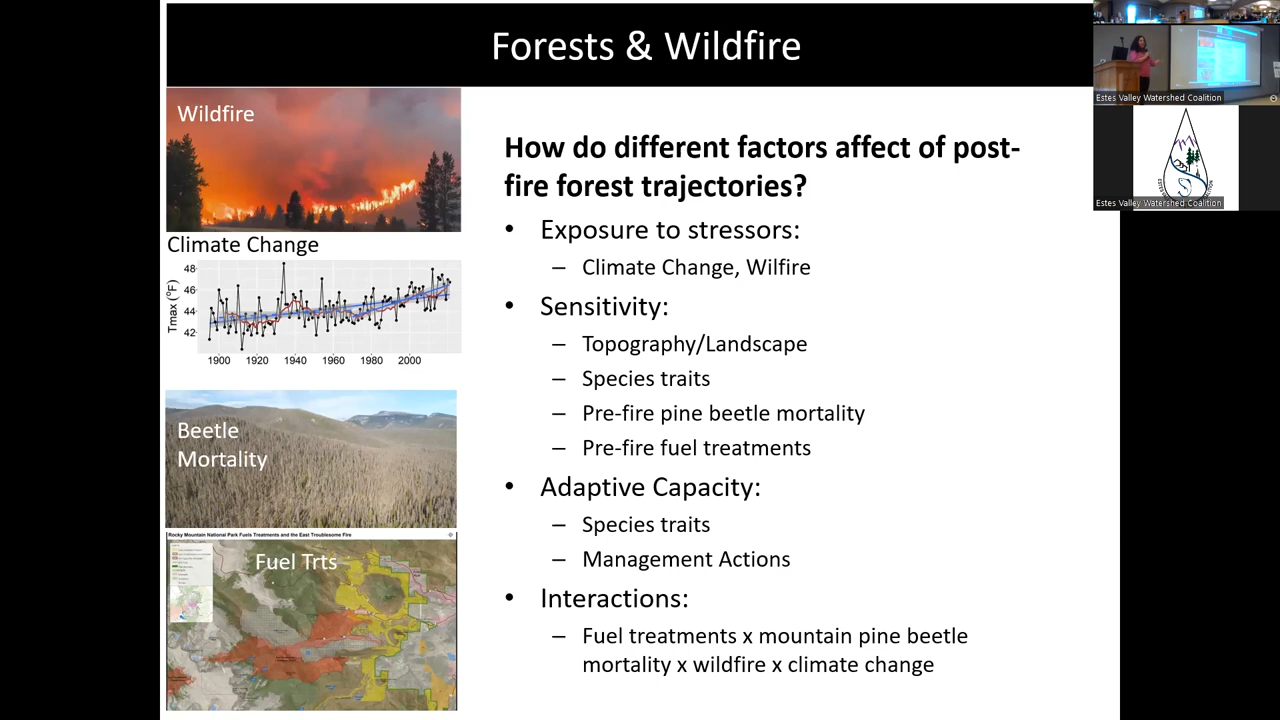 Forests & Wildfire
Wildfire
Climate Change
Tmax (°F)
48
46
44
42
1900
1920
1940
1960
1980
2000
Beetle
Mortality
Rocky Mountain National Park Fuels Treatments and the East Troublesome Fire
Fuel Trts
How do different factors affect of post-
fire forest trajectories?
• Exposure to stressors:
– Climate Change, Wilfire
• Sensitivity:
– Topography/Landscape
– Species traits
– Pre-fire pine beetle mortality
– Pre-fire fuel treatments
• Adaptive Capacity:
– Species traits
– Management Actions
• Interactions:
– Fuel treatments x mountain pine beetle
mortality x wildfire x climate change
Estes Valley Watershed Coalition
Estes Valley Watershed Coalition